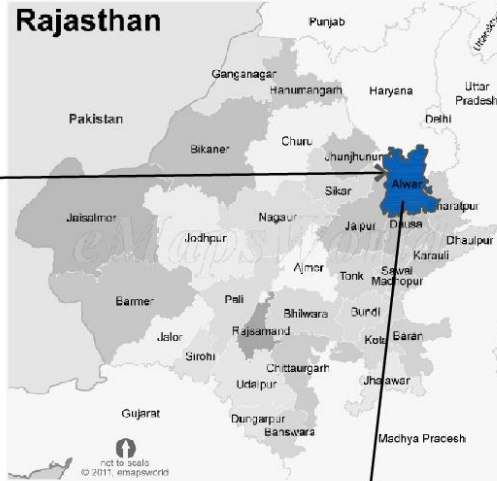 Rajasthan
Punjab
Ganganagar
Hanumangarh
Haryana
Uttar
Pradesh
Delhi
Pakistan
Churu
Bikaner
Jhunjhunun
Alwar
Sikar
Jaisalmer
Nagaur
Jaipur
Dausa
Bharatpur
Dhaulpur
Jodhpur
Karauli
Ajmer
Tonk
Sawai
Madhopur
Barmer
Pali
Bhilwara
Bundi
Rajsamand
Kota
Baran
Jalor
Sirohi
Chittaurgarh
Udaipur
Jhalawar
Gujarat
Dungarpur
Banswara
Madhya Pradesh
not to scale
© 2011, emapsworld